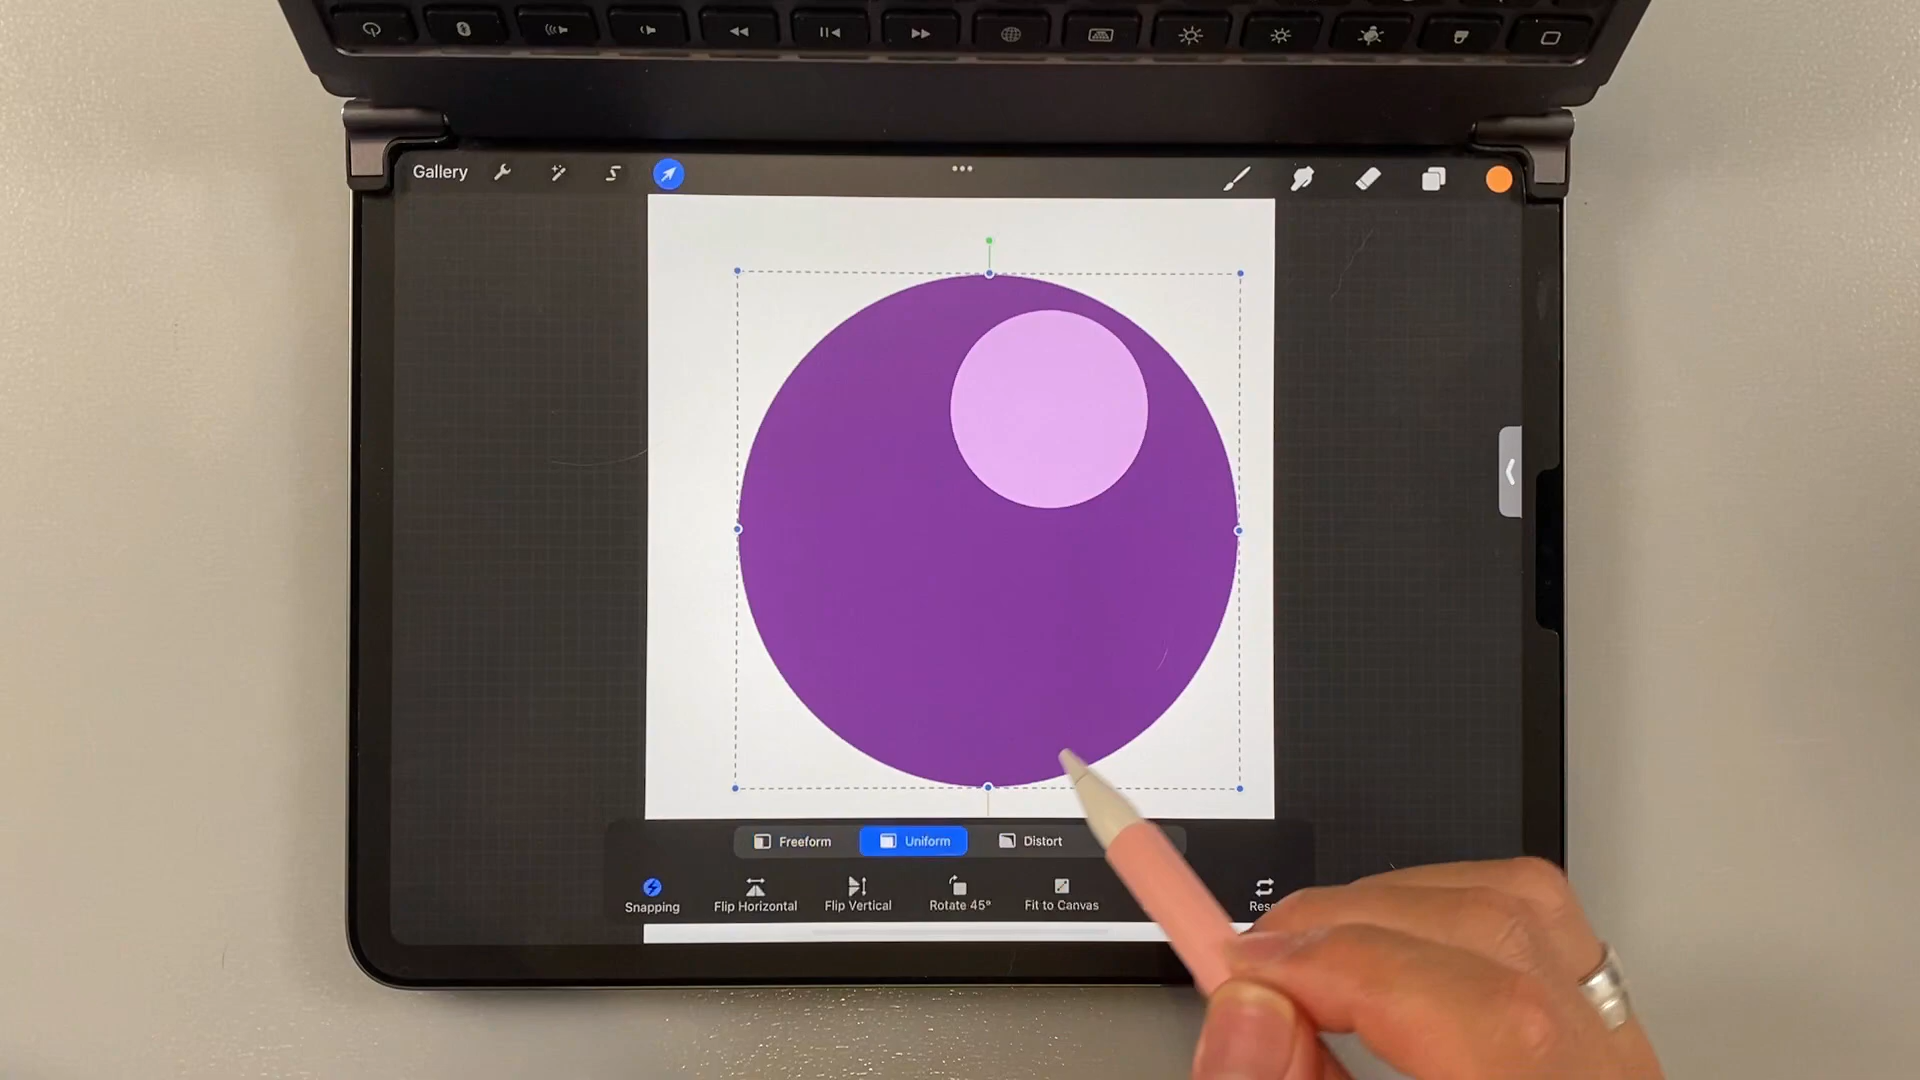 Gallery
Freeform Uniform Distort
Snapping Flip Horizontal Flip Vertical Rotate 45° Fit to Canvas